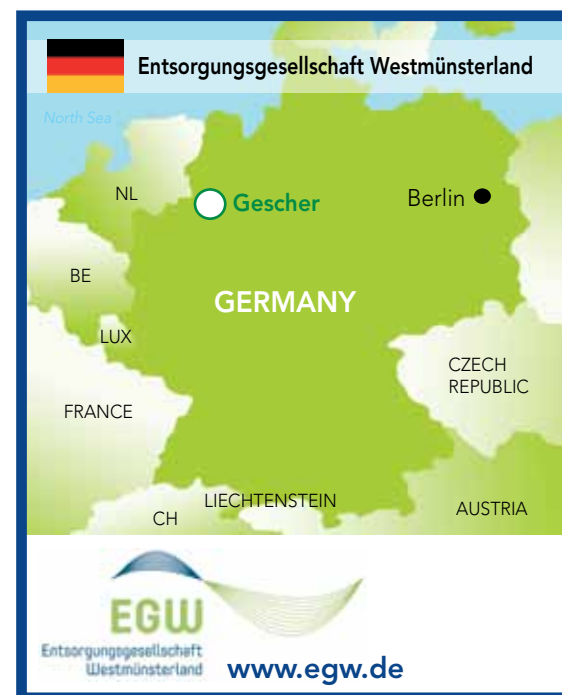 Entsorgungsgesellschaft Westmünsterland
North Sea
NL
Gescher
Berlin
BE
GERMANY
LUX
CZECH
REPUBLIC
FRANCE
LIECHTENSTEIN
AUSTRIA
CH
EGW
Entsorgungsgesellschaft
Westmünsterland
www.egw.de